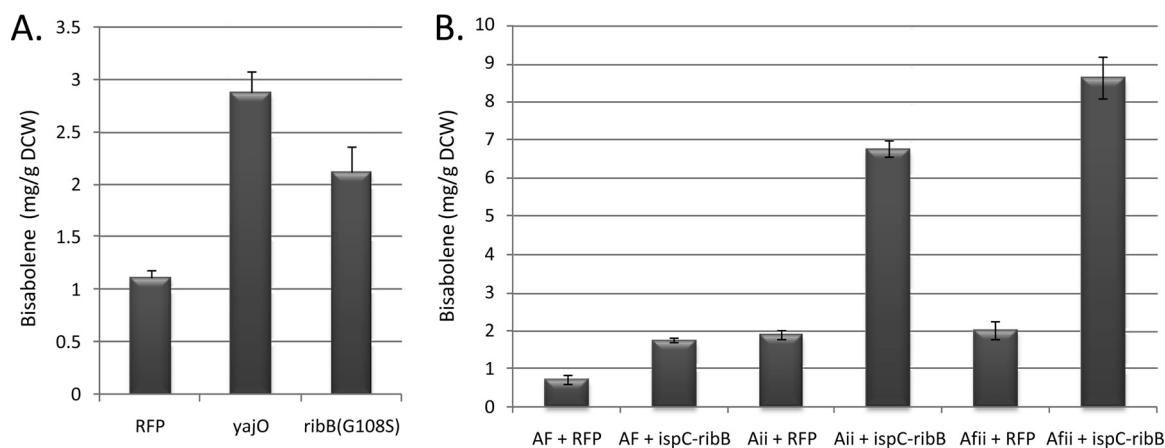 A.
Bisabolene (mg/g DCW)
3.5
3
2.5
2
1.5
1
0.5
0
RFP
yajO
ribB(G108S)
B.
Bisabolene (mg/g DCW)
10
9
8
7
6
5
4
3
2
1
0
AF + RFP
AF + ispC-ribB
Aii + RFP
Aii + ispC-ribB
Afii + RFP
Afii + ispC-ribB